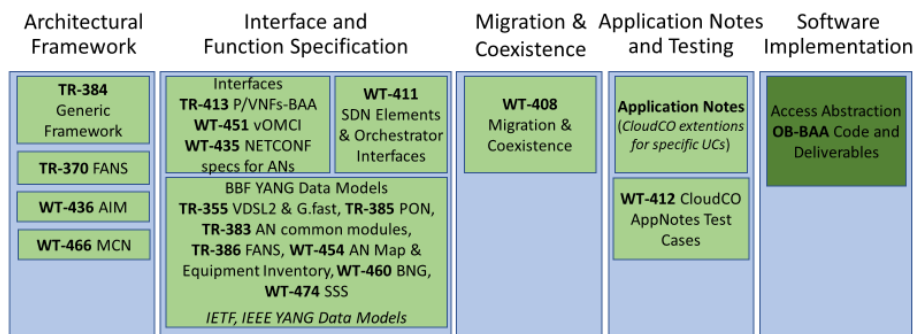 Architectural
Framework
Interface and
Function Specification
Migration &
Coexistence
Application Notes
and Testing
Software
Implementation
TR-384
Generic
Framework
TR-370 FANS
WT-436 AIM
WT-466 MCN
Interfaces
TR-413 P/VNFs-BAA
WT-451 vOMCI
WT-435 NETCONF
specs for ANs
WT-411
SDN Elements
& Orchestrator
Interfaces
BBF YANG Data Models
TR-355 VDSL2 & G.fast, TR-385 PON,
TR-383 AN common modules,
TR-386 FANS, WT-454 AN Map &
Equipment Inventory, WT-460 BNG,
WT-474 SSS
IETF, IEEE YANG Data Models
WT-408
Migration &
Coexistence
Application Notes
(CloudCO extentions
for specific UCs)
WT-412 CloudCO
AppNotes Test
Cases
Access Abstraction
OB-BAA Code and
Deliverables